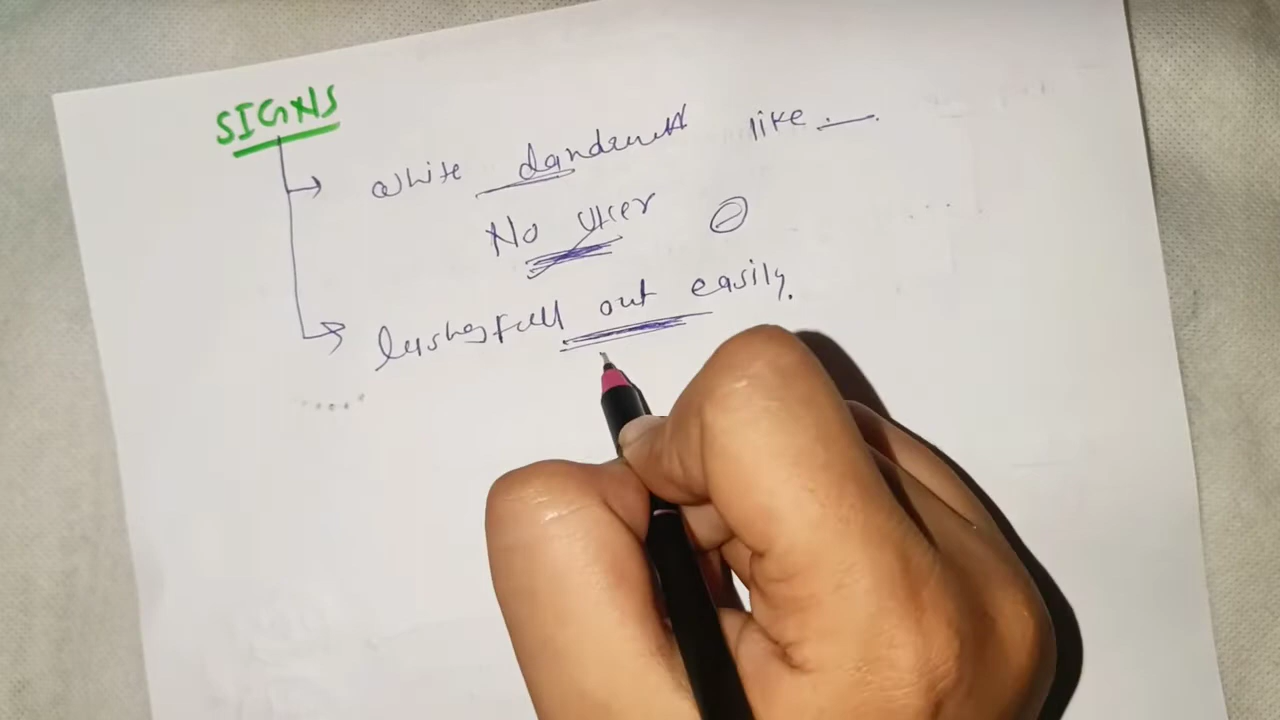 SIGNS
white dandruff like
No ulcer
lashes fall out easily.